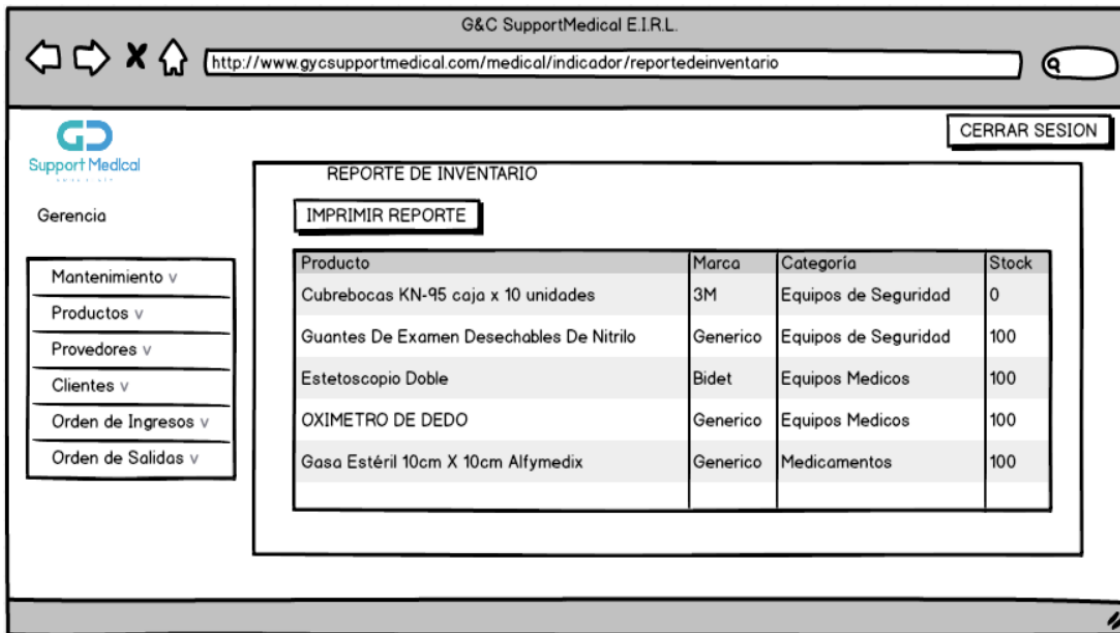 G&C SupportMedical E.I.R.L.
http://www.gycsupportmedical.com/medical/indicador/reportedeinventario
CERRAR SESION
GD
Support Medical
Gerencia
Mantenimiento v
Productos v
Provedores v
Clientes v
Orden de Ingresos v
Orden de Salidas v
REPORTE DE INVENTARIO
IMPRIMIR REPORTE
Producto Marca Categoría Stock
Cubrebocas KN-95 caja x 10 unidades 3M Equipos de Seguridad 0
Guantes De Examen Desechables De Nitrilo Generico Equipos de Seguridad 100
Estetoscopio Doble Bidet Equipos Medicos 100
OXIMETRO DE DEDO Generico Equipos Medicos 100
Gasa Estéril 10cm X 10cm Alfymedix Generico Medicamentos 100